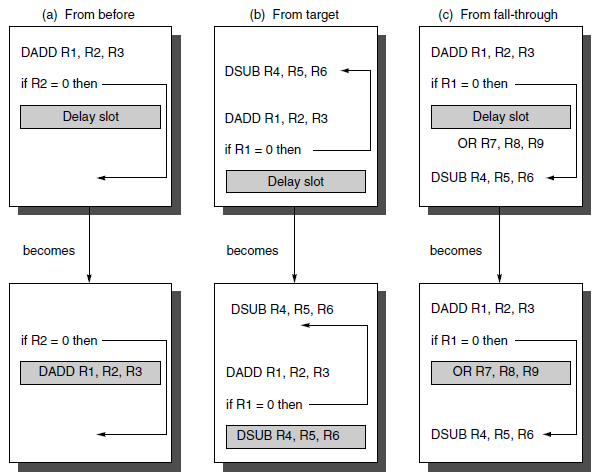 (a) From before
DADD R1, R2, R3
if R2 = 0 then
Delay slot
becomes
if R2 = 0 then
DADD R1, R2, R3
(b) From target
DSUB R4, R5, R6
DADD R1, R2, R3
if R1 = 0 then
Delay slot
becomes
DSUB R4, R5, R6
DADD R1, R2, R3
if R1 = 0 then
DSUB R4, R5, R6
(c) From fall-through
DADD R1, R2, R3
if R1 = 0 then
Delay slot
OR R7, R8, R9
DSUB R4, R5, R6
becomes
DADD R1, R2, R3
if R1 = 0 then
OR R7, R8, R9
DSUB R4, R5, R6